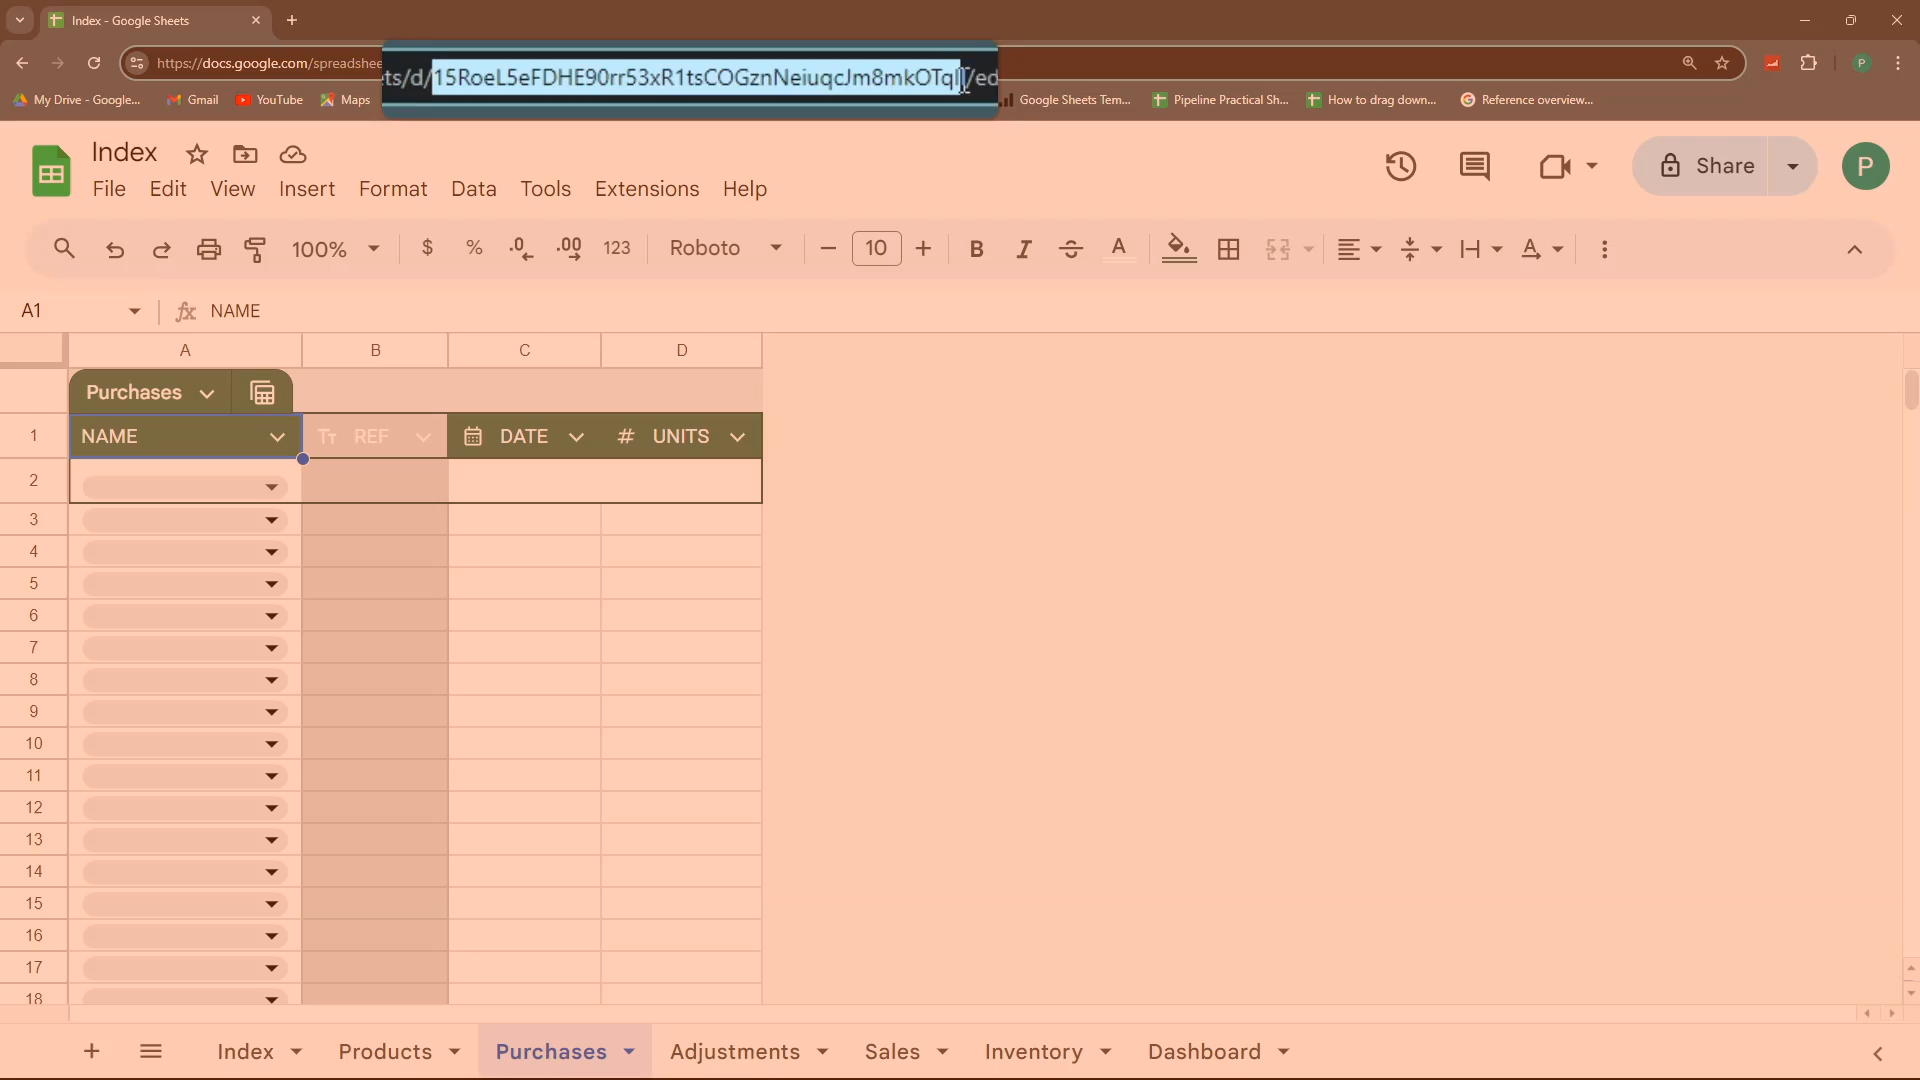 Index - Google Sheets
https://docs.google.com/spreadshee
ets/d/15RoeL5eFDHE90rr53xR1tsCOGznNeiuqcJm8mkOTqlI/ed
My Drive - Google...
Gmail
YouTube
Maps
Google Sheets Tem...
Pipeline Practical Sh...
How to drag down...
Reference overview...
P
Index
File Edit View Insert Format Data Tools Extensions Help
Share
P
100% $ % .0 .00 123 Roboto 10 B I S A
A1 fx NAME
A B C D
Purchases
1 NAME Tт REF DATE # UNITS
2
3
4
5
6
7
8
9
10
11
12
13
14
15
16
17
18
Index Products Purchases Adjustments Sales Inventory Dashboard